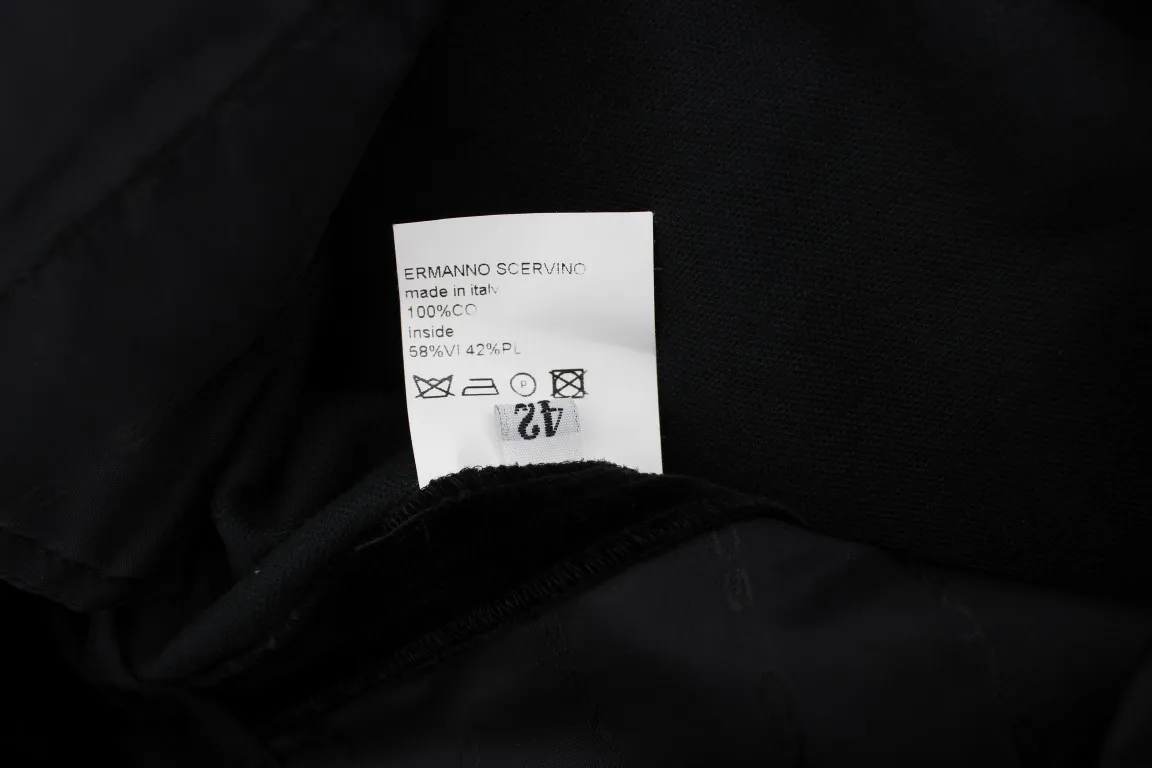 ERMANNO SCERVINO
made in italy
100%CO
Inside
58%VI 42%PL
P
42